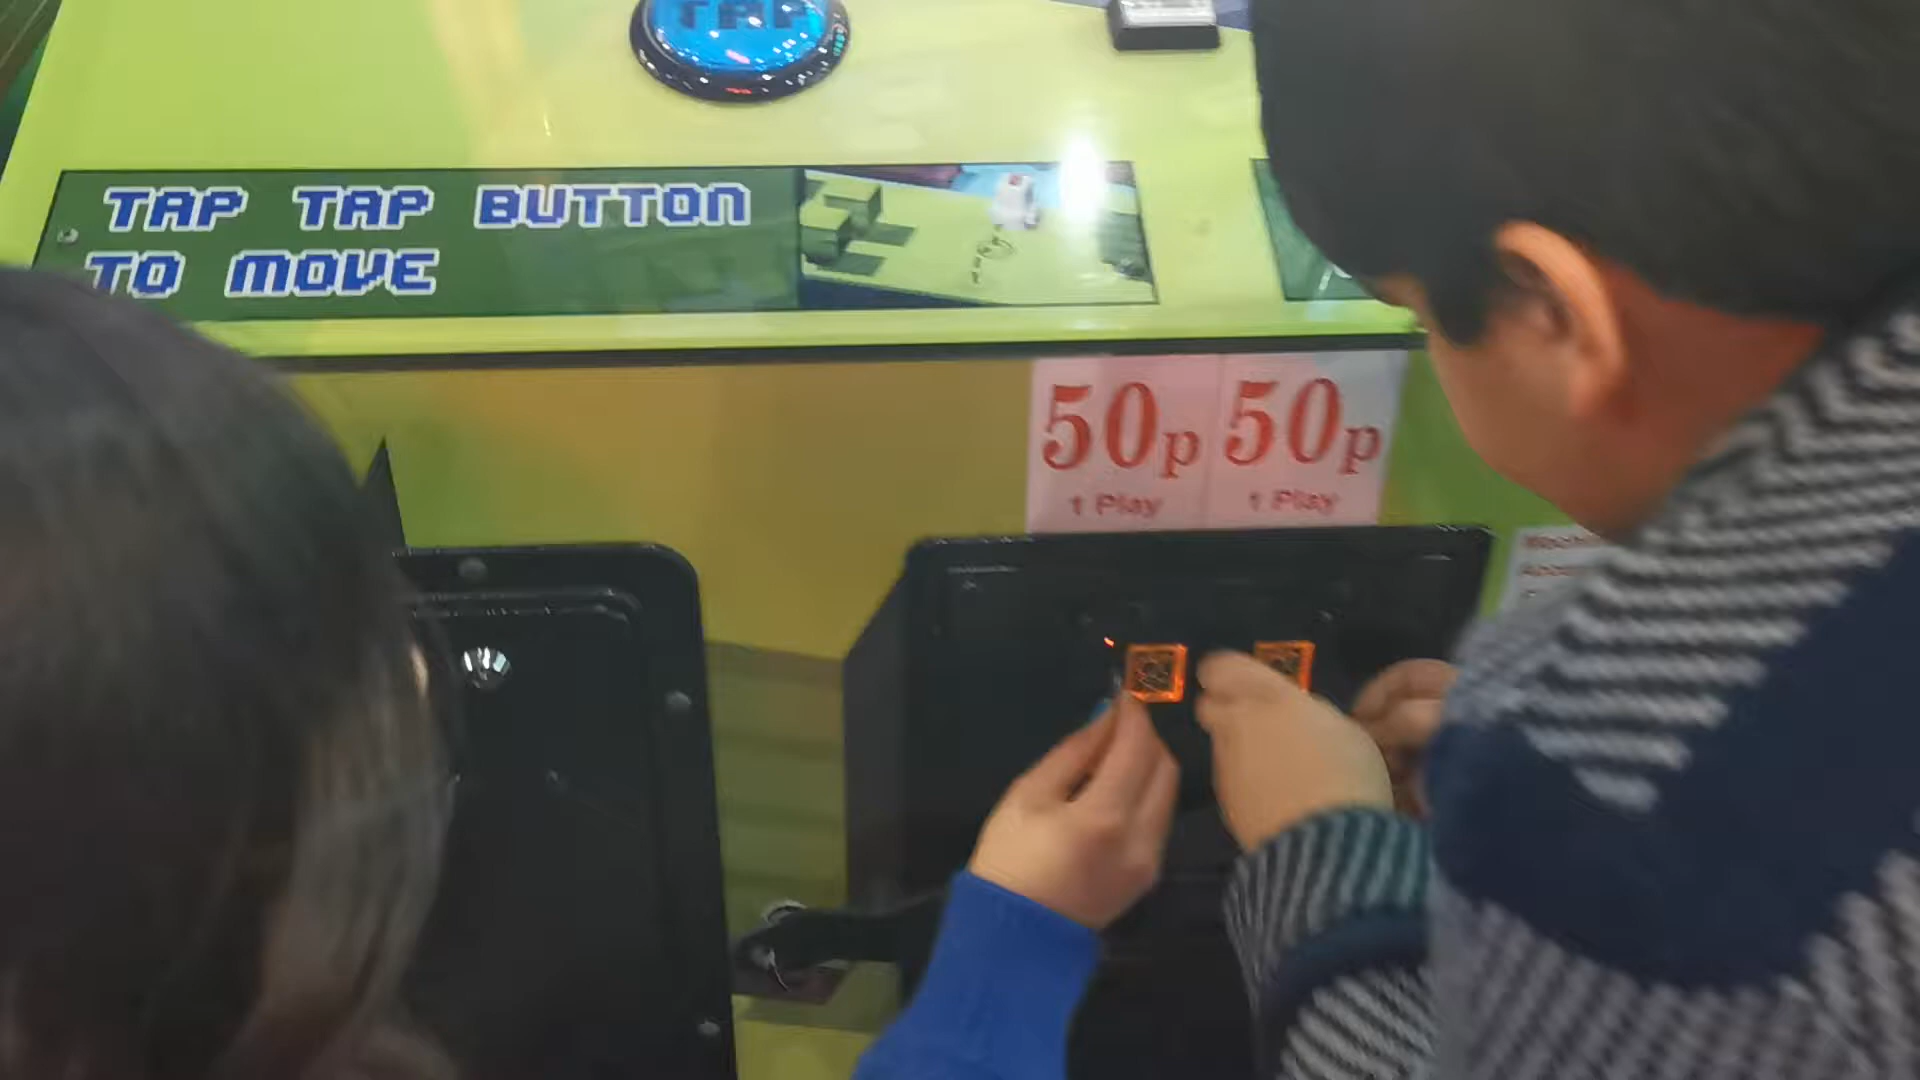 TAP
TAP TAP BUTTON
TO MOVE
50p 50p
1 Play 1 Play